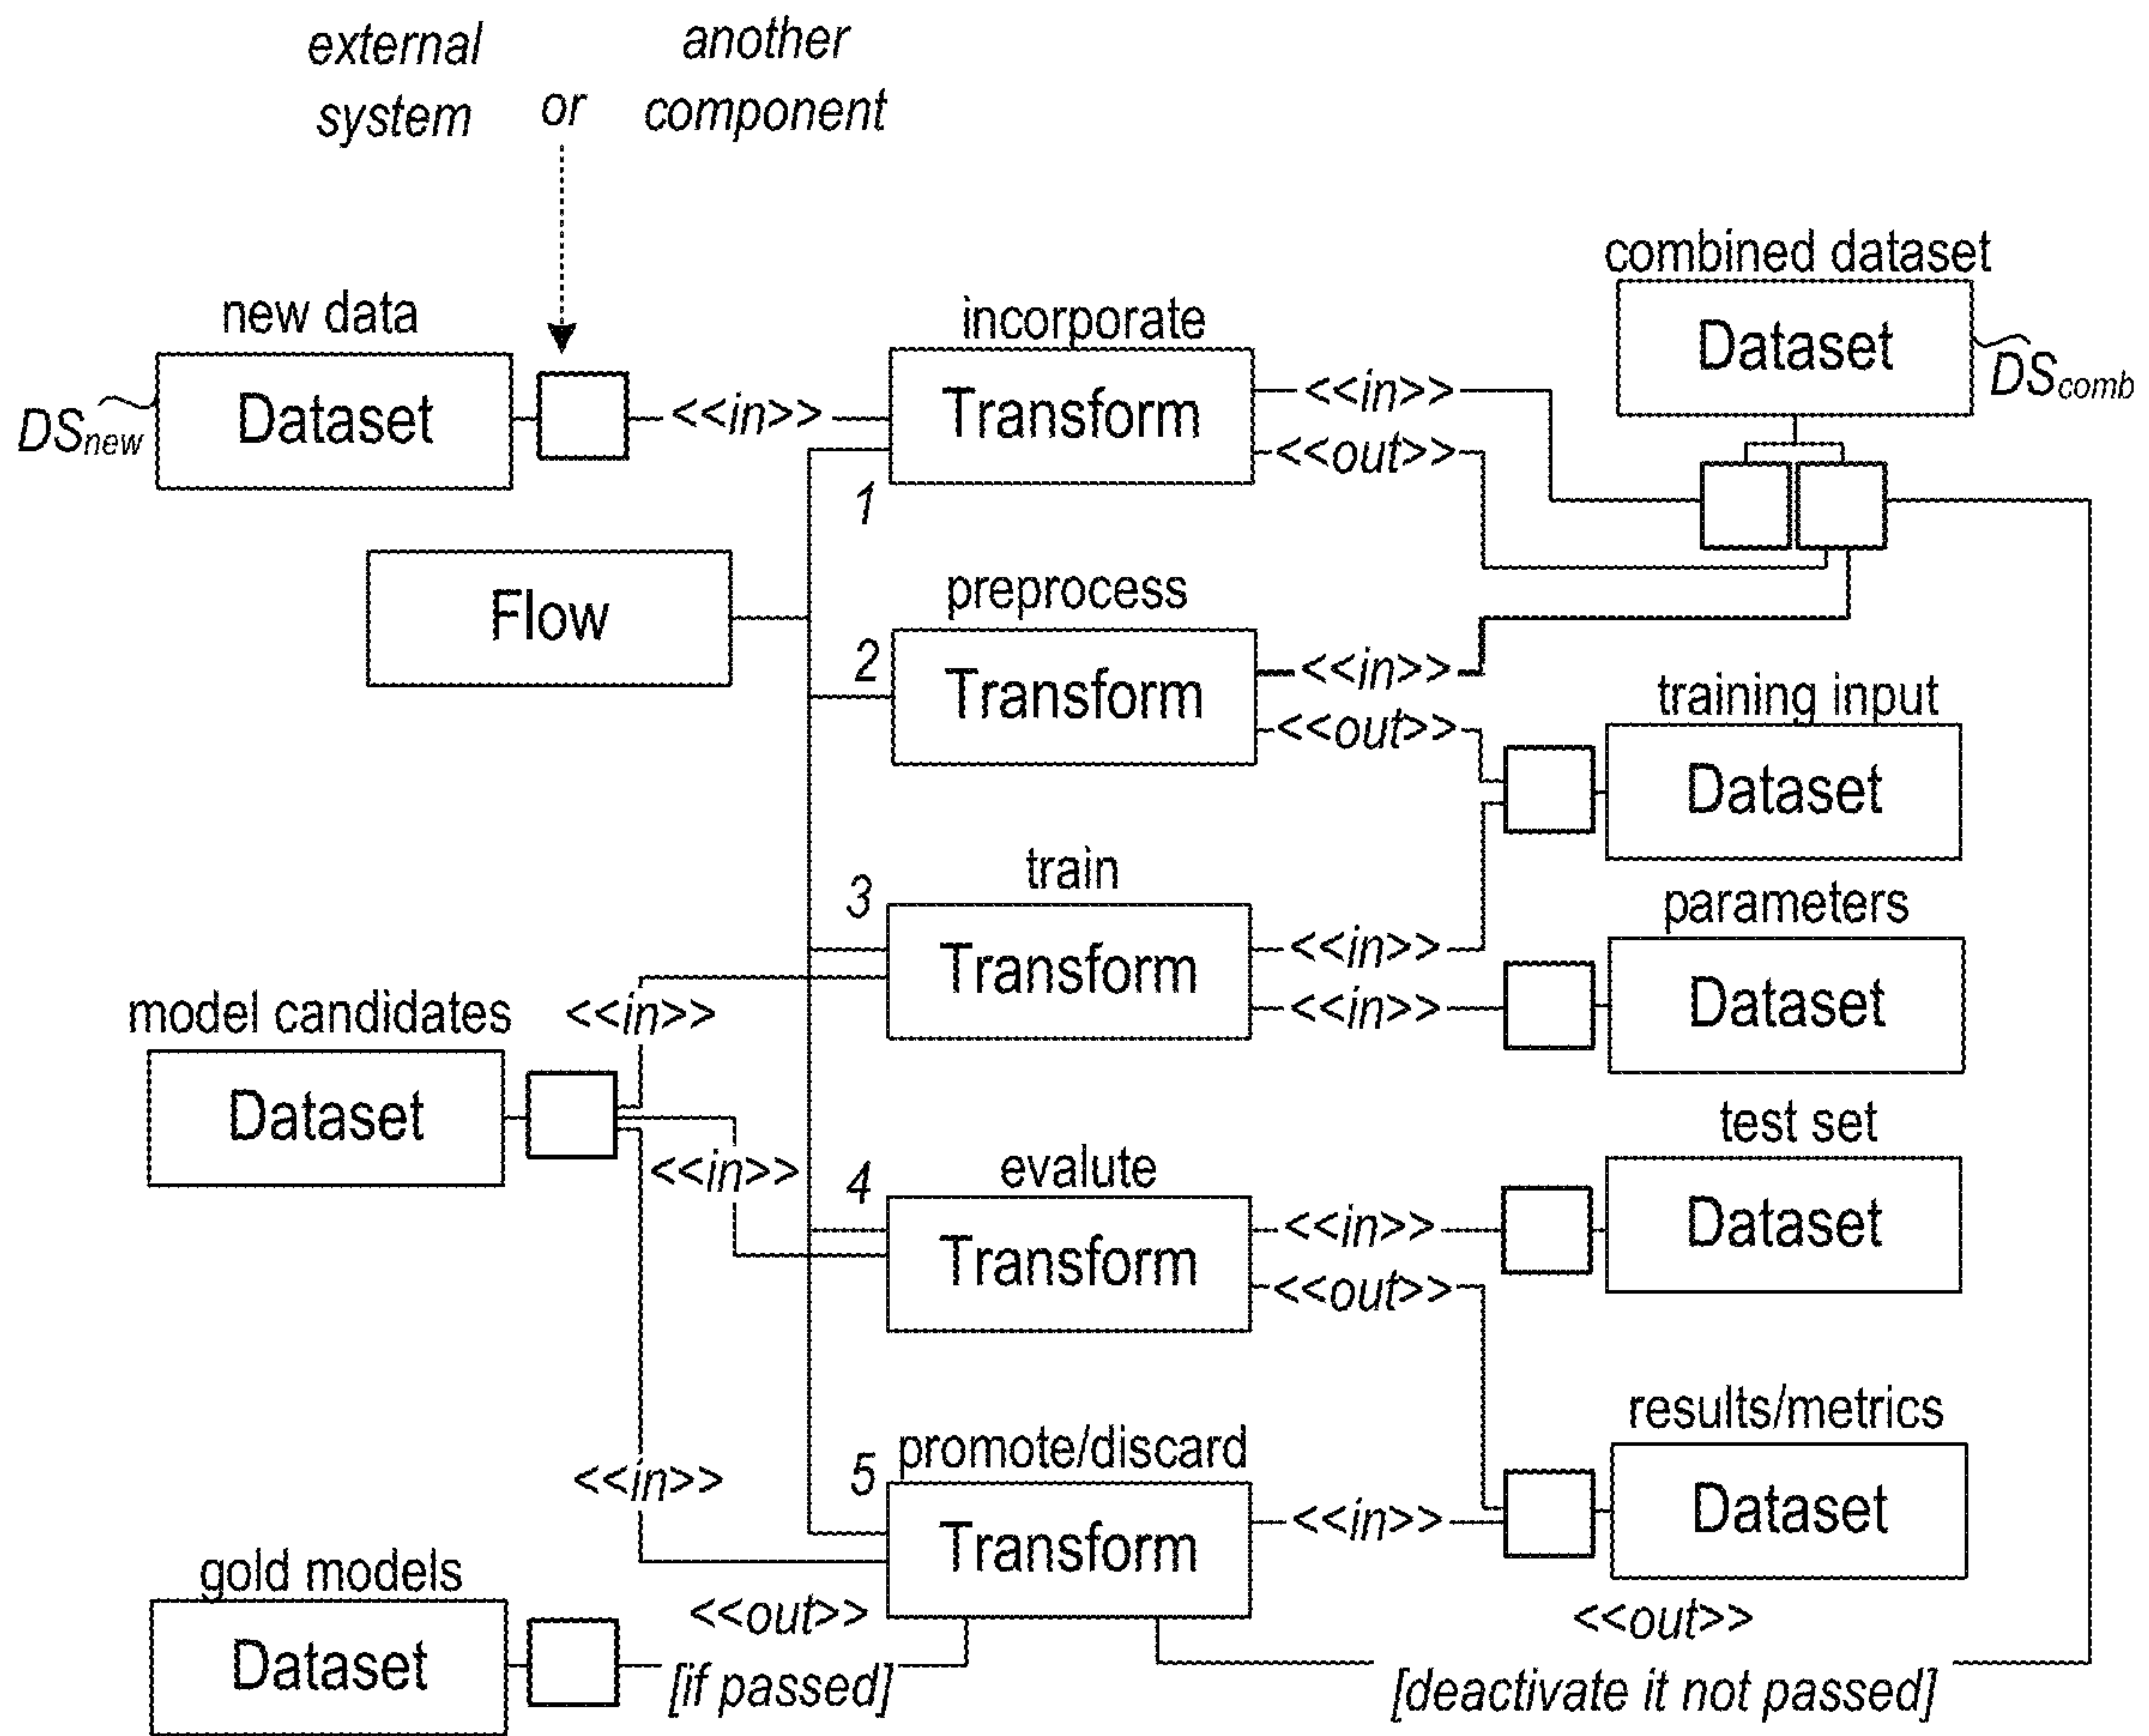 external
system
or
another
component
new data
Dataset
DSnew
<<in>>
incorporate
Transform
<<in>>
<<out>>
combined dataset
Dataset
DScomb
1
Flow
preprocess
2
Transform
<<in>>
<<out>>
training input
Dataset
train
3
Transform
<<in>>
<<in>>
parameters
Dataset
model candidates
Dataset
<<in>>
<<in>>
<<in>>
evalute
4
Transform
<<in>>
<<out>>
test set
Dataset
promote/discard
5
Transform
<<in>>
results/metrics
Dataset
gold models
Dataset
<<out>>
[if passed]
<<out>>
[deactivate it not passed]